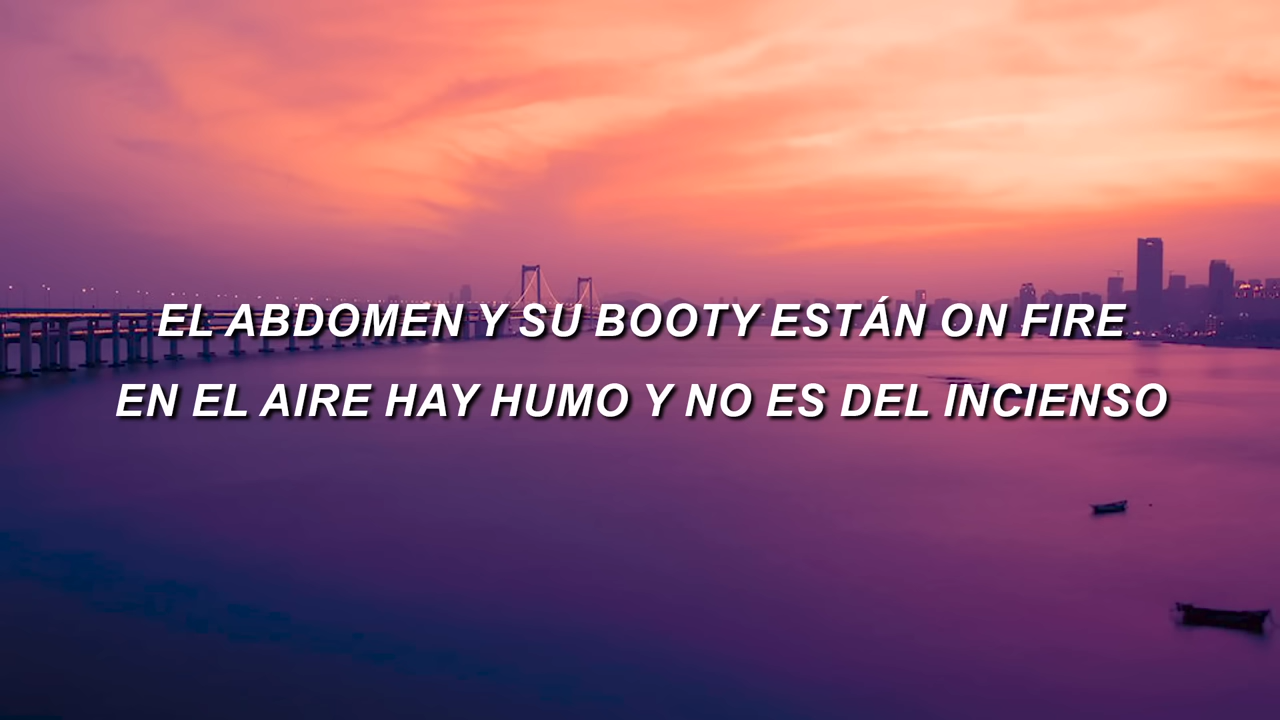 EL ABDOMEN Y SU BOOTY ESTÁN ON FIRE
EN EL AIRE HAY HUMO Y NO ES DEL INCIENSO